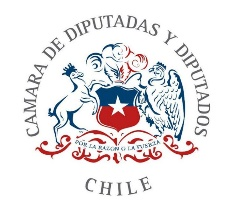 CAMARA DE DIPUTADAS Y DIPUTADOS
POR LA RAZON O LA FUERZA
CHILE